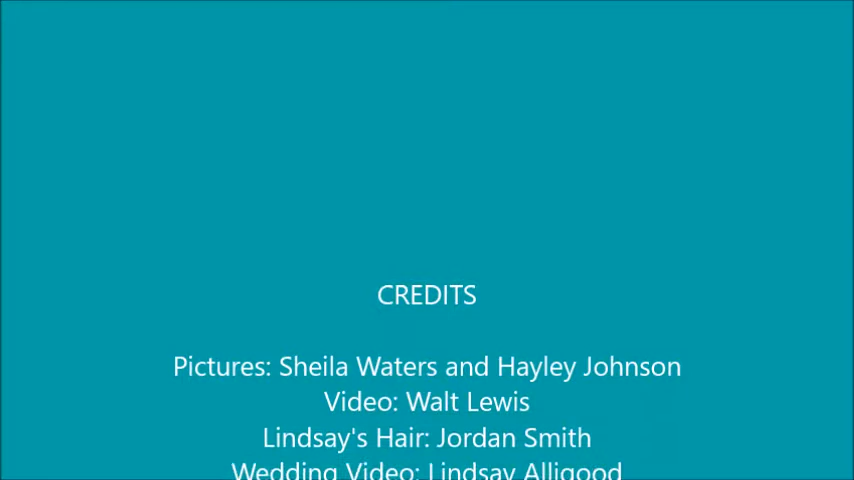 CREDITS
Pictures: Sheila Waters and Hayley Johnson
Video: Walt Lewis
Lindsay's Hair: Jordan Smith
Wedding Video: Lindsay Alligood